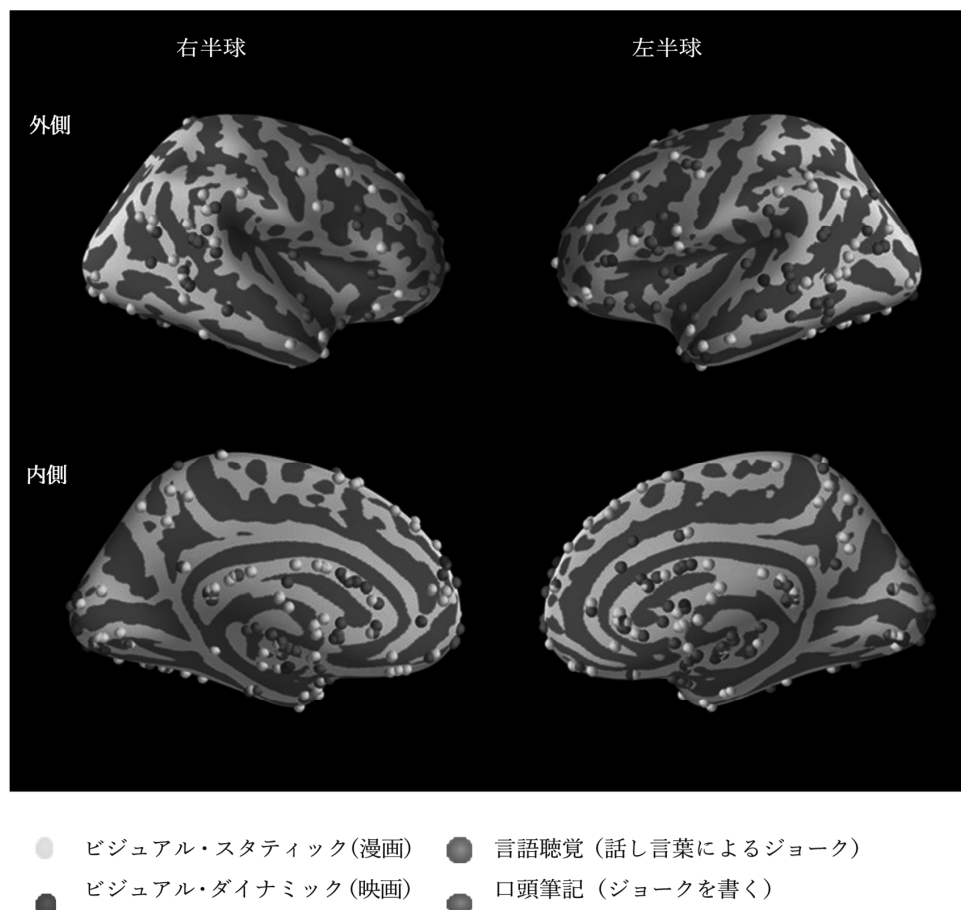 右半球
左半球
外側
内側
ビジュアル・スタティック(漫画)
言語聴覚（話し言葉によるジョーク）
ビジュアル・ダイナミック(映画)
口頭筆記（ジョークを書く）